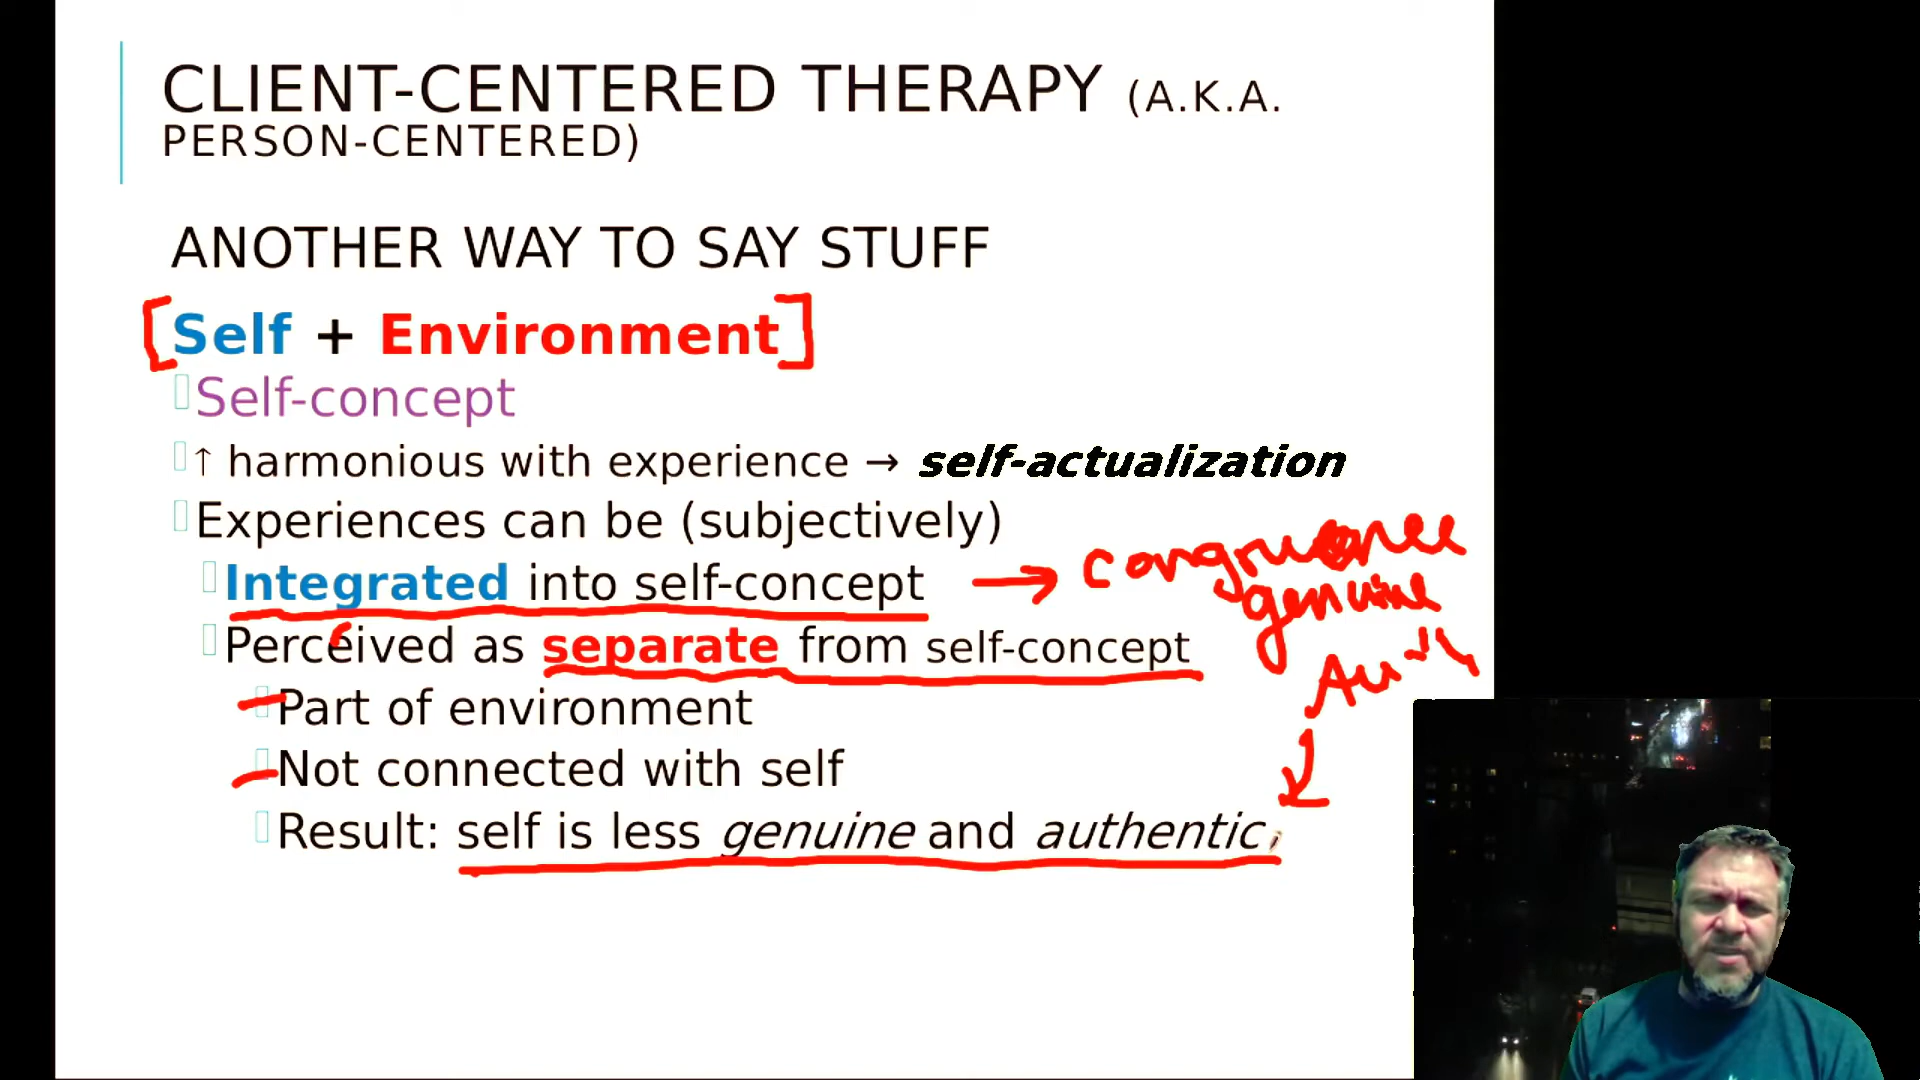 CLIENT-CENTERED THERAPY (A.K.A.
PERSON-CENTERED)
ANOTHER WAY TO SAY STUFF
[Self + Environment]
Self-concept
↑ harmonious with experience → self-actualization
Experiences can be (subjectively)
Integrated into self-concept → congruence
genuine
Perceived as separate from self-concept
Part of environment
Not connected with self
Result: self is less genuine and authentic